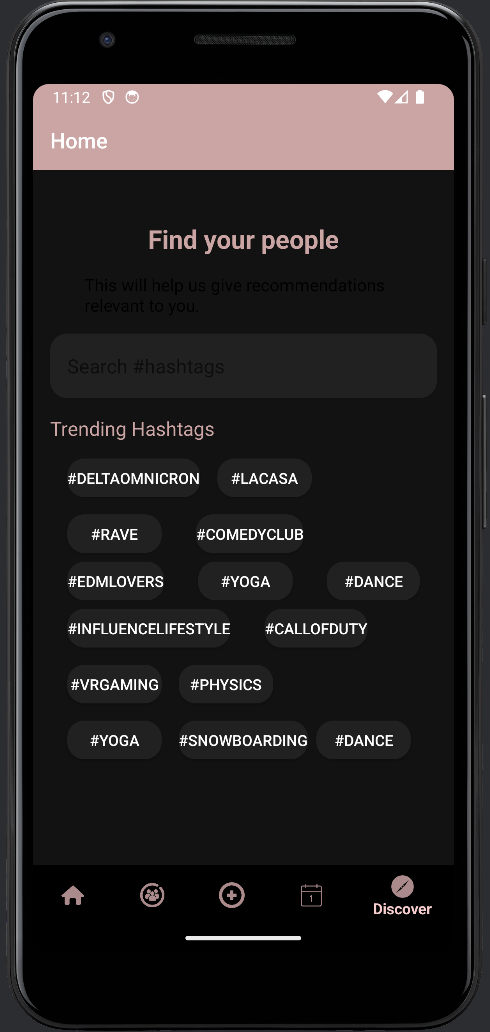 11:12
Home
Find your people
This will help us give recommendations
relevant to you.
Search #hashtags
Trending Hashtags
#DELTAOMNICRON #LACASA
#RAVE #COMEDYCLUB
#EDMLOVERS #YOGA #DANCE
#INFLUENCELIFESTYLE #CALLOFDUTY
#VRGAMING #PHYSICS
#YOGA #SNOWBOARDING #DANCE
1
Discover